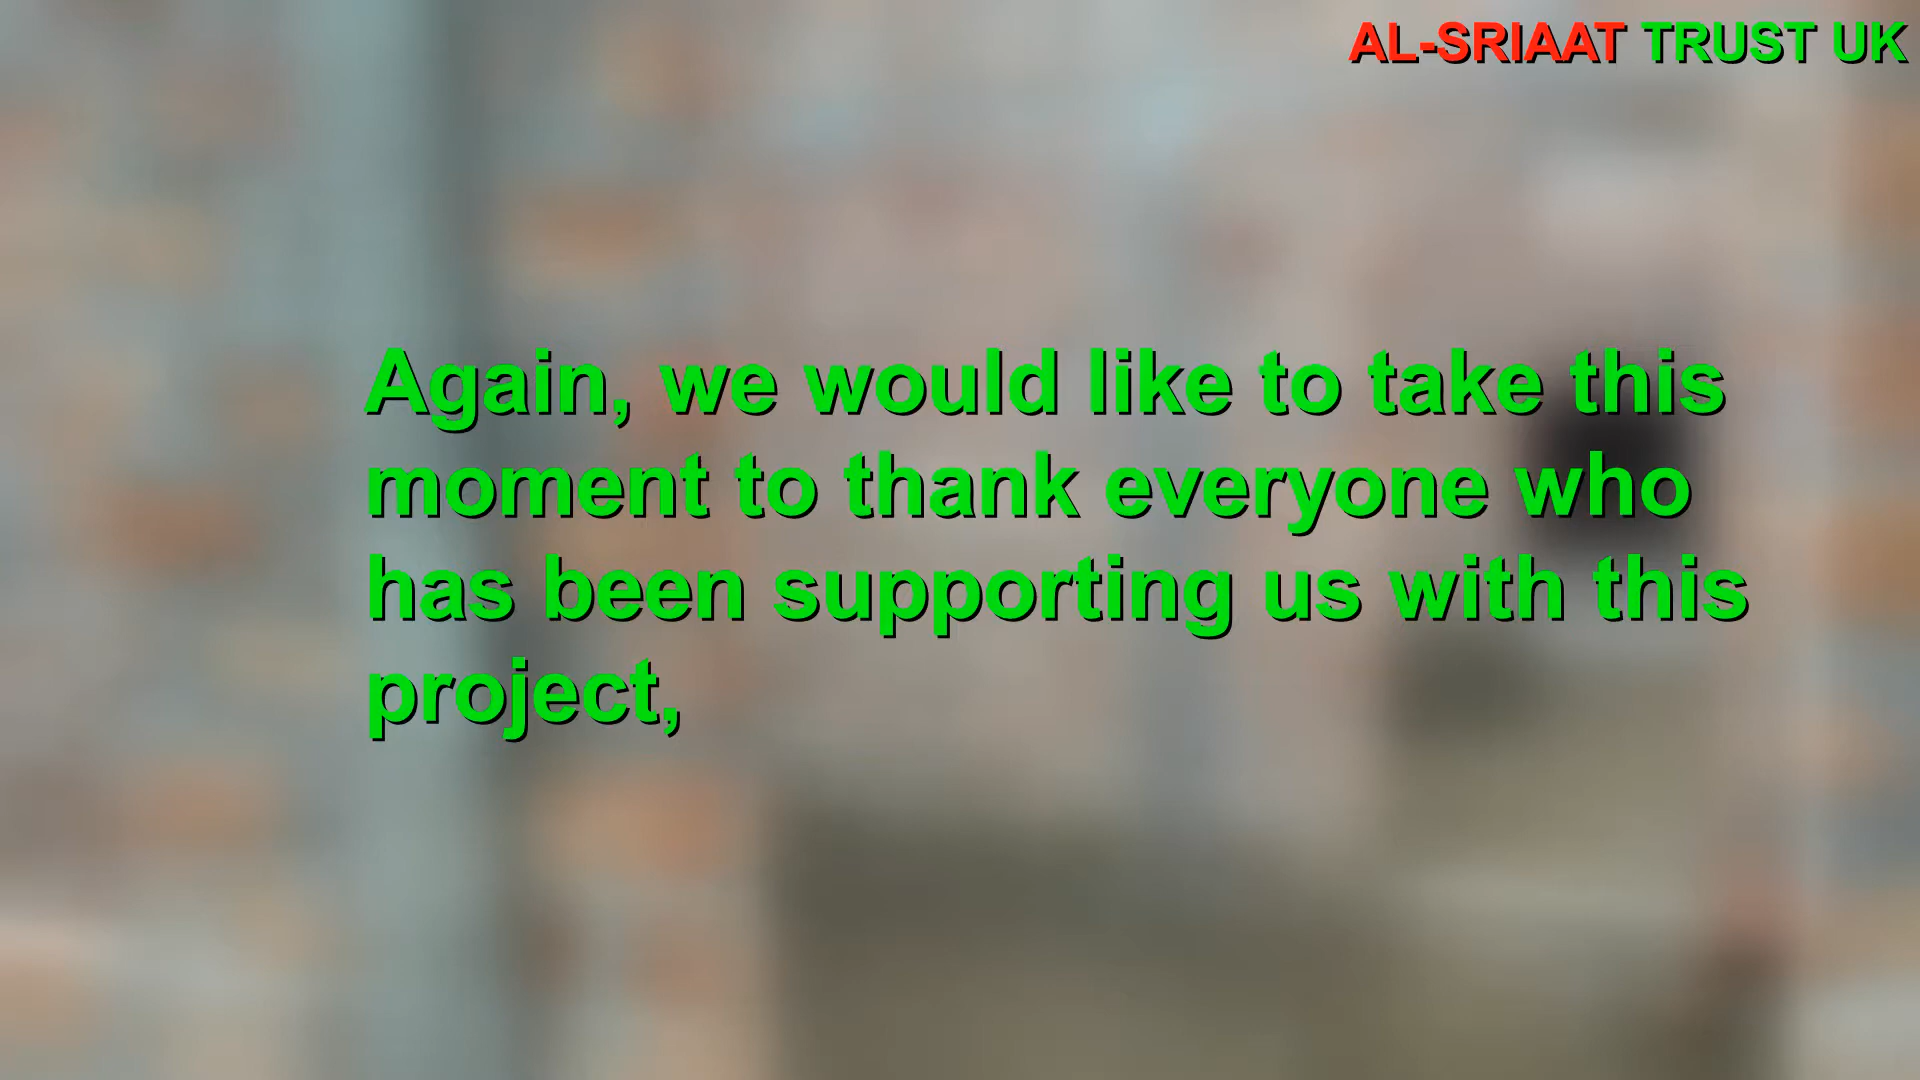 AL-SRIAAT TRUST UK
Again, we would like to take this
moment to thank everyone who
has been supporting us with this
project,